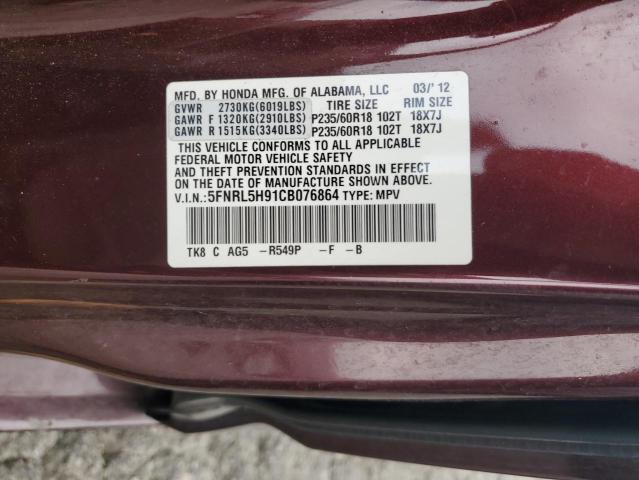 MFD. BY HONDA MFG. OF ALABAMA, LLC 03/'12
GVWR 2730KG(6019LBS) TIRE SIZE RIM SIZE
GAWR F 1320KG(2910LBS) P235/60R18 102T 18X7J
GAWR R 1515KG(3340LBS) P235/60R18 102T 18X7J
THIS VEHICLE CONFORMS TO ALL APPLICABLE
FEDERAL MOTOR VEHICLE SAFETY
AND THEFT PREVENTION STANDARDS IN EFFECT
ON THE DATE OF MANUFACTURE SHOWN ABOVE.
V.I.N.:5FNRL5H91CB076864 TYPE: MPV
TK8 C AG5 -R549P -F -B